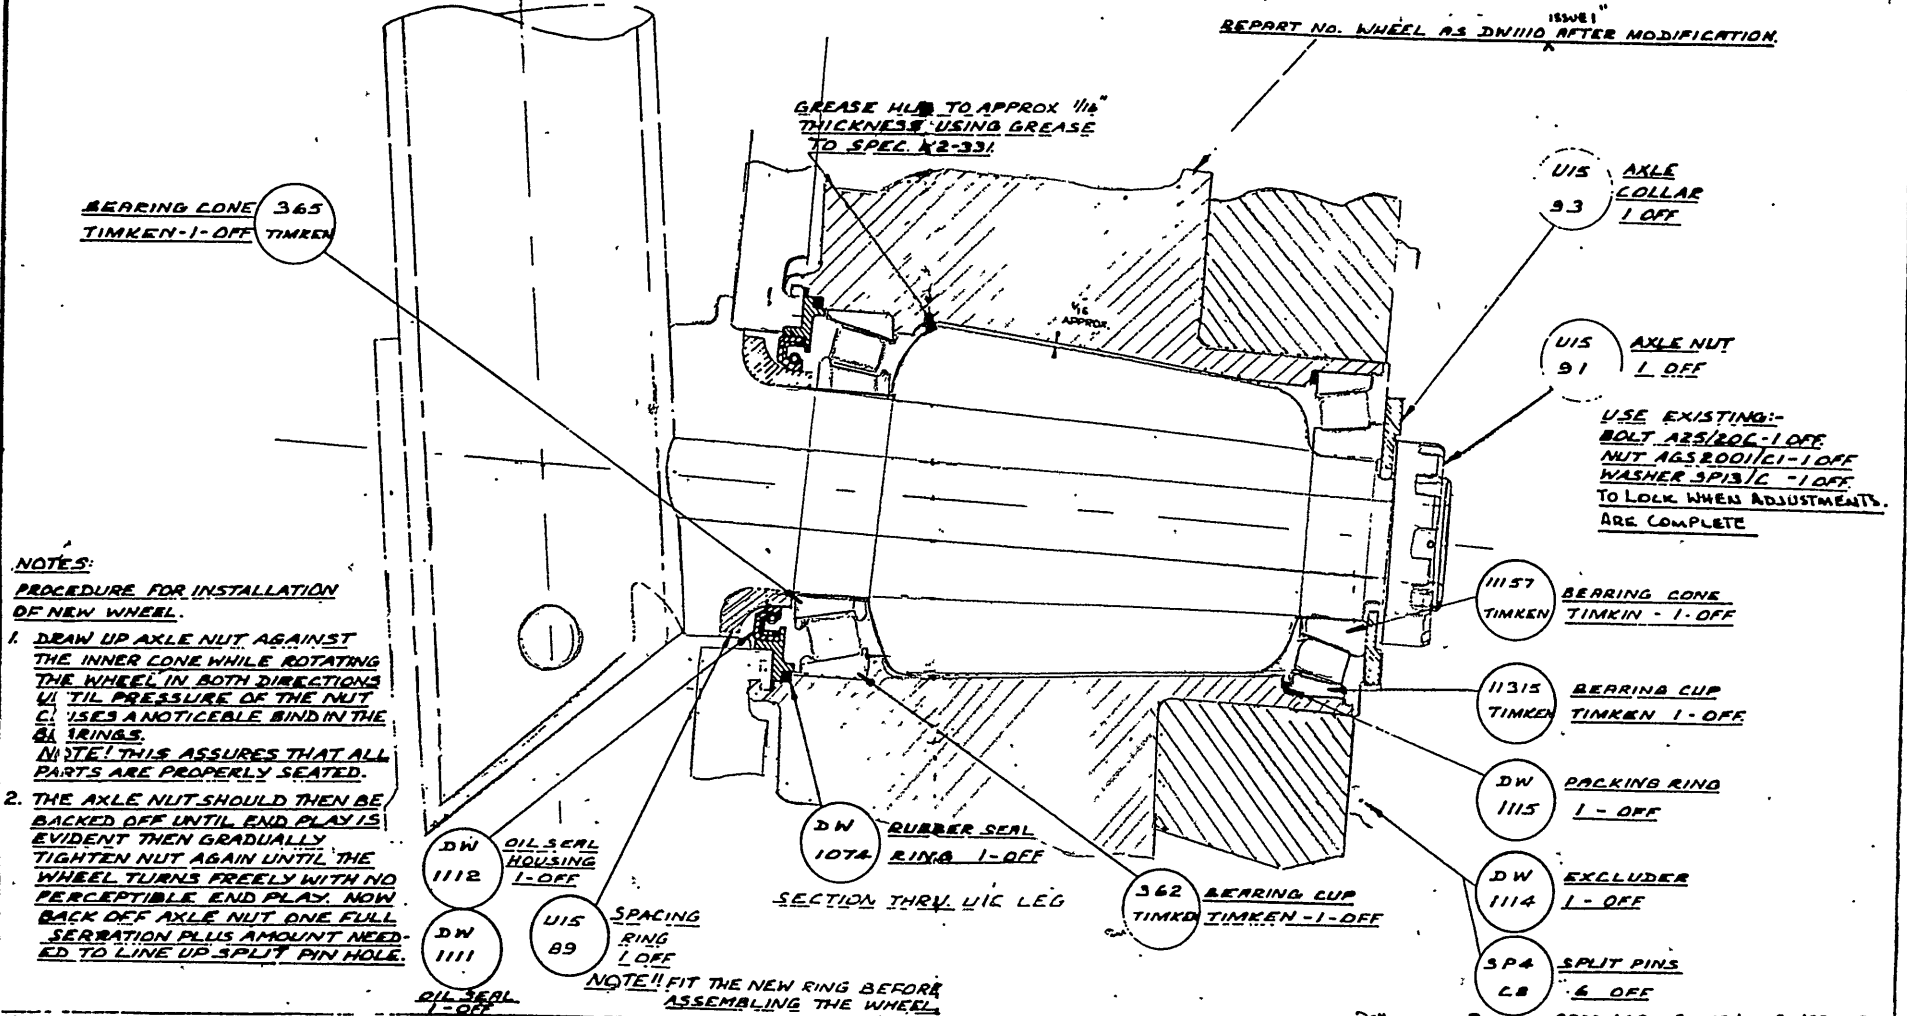 ISSUE 1"
REPART NO. WHEEL AS DW1110 AFTER MODIFICATION.
GREASE HUB TO APPROX 1/16"
THICKNESS USING GREASE
TO SPEC. K2-331.
BEARING CONE
TIMKEN-1-OFF
365
TIMKEN
U15
93
AXLE
COLLAR
1 OFF
1/16
APPROX.
U15
91
AXLE NUT
1 OFF
USE EXISTING:-
BOLT A25/20C-1 OFF.
NUT AGS2001/C1-1 OFF
WASHER SP13/C -1 OFF.
TO LOCK WHEN ADJUSTMENTS.
ARE COMPLETE
NOTES:
PROCEDURE FOR INSTALLATION
OF NEW WHEEL.
1. DRAW UP AXLE NUT AGAINST
THE INNER CONE WHILE ROTATING
THE WHEEL IN BOTH DIRECTIONS
U TIL PRESSURE OF THE NUT
C ISES A NOTICEBLE BIND IN THE
BEARINGS.
NOTE! THIS ASSURES THAT ALL
PARTS ARE PROPERLY SEATED.
2. THE AXLE NUT SHOULD THEN BE
BACKED OFF UNTIL END PLAY IS
EVIDENT THEN GRADUALLY
TIGHTEN NUT AGAIN UNTIL THE
WHEEL TURNS FREELY WITH NO
PERCEPTIBLE END PLAY. NOW
BACK OFF AXLE NUT ONE FULL
SERRATION PLUS AMOUNT NEED-
ED TO LINE UP SPLIT PIN HOLE.
11157
TIMKEN
BEARING CONE
TIMKIN - 1-OFF
11315
TIMKEN
BEARING CUP
TIMKEN 1-OFF
DW
1115
PACKING RING
1 - OFF
DW
1114
EXCLUDER
1 - OFF
SP4
C8
SPLIT PINS
6 OFF
DW
1112
OIL SEAL
HOUSING
1-OFF
DW
1111
OIL SEAL
1-OFF
U15
89
SPACING
RING
1 OFF
NOTE!! FIT THE NEW RING BEFORE
ASSEMBLING THE WHEEL
DW
1074
RUBBER SEAL
RING 1-OFF
SECTION THRU. U/C LEG
362
TIMKEN
BEARING CUP
TIMKEN-1-OFF